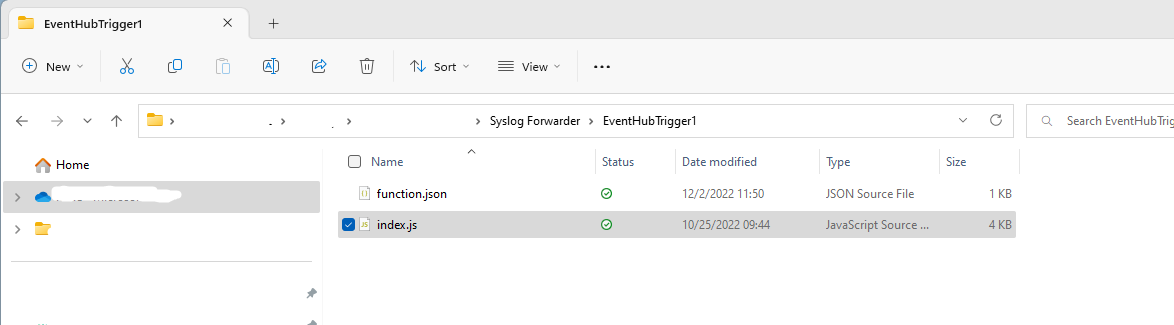 EventHubTrigger1
New
Sort
View
Syslog Forwarder > EventHubTrigger1
Search EventHubTrig
Home
Name Status Date modified Type Size
function.json 12/2/2022 11:50 JSON Source File 1 KB
index.js 10/25/2022 09:44 JavaScript Source ... 4 KB